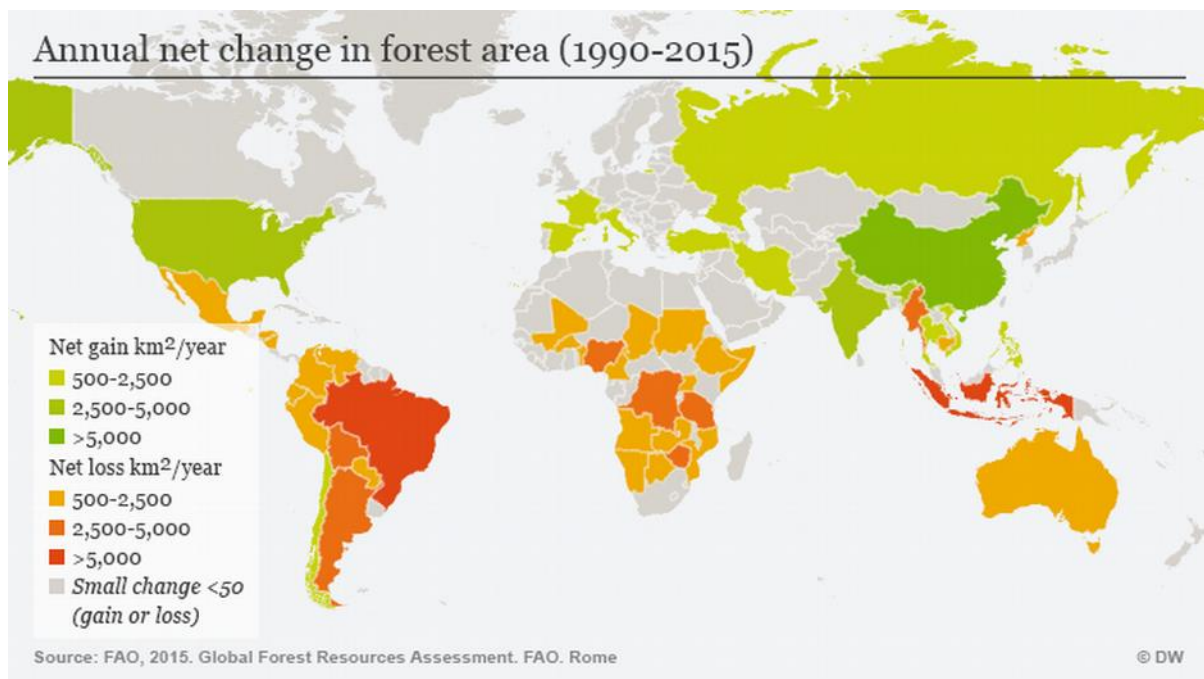 Annual net change in forest area (1990-2015)
Net gain km²/year
500-2,500
2,500-5,000
>5,000
Net loss km²/year
500-2,500
2,500-5,000
>5,000
Small change <50
(gain or loss)
Source: FAO, 2015. Global Forest Resources Assessment. FAO. Rome
© DW